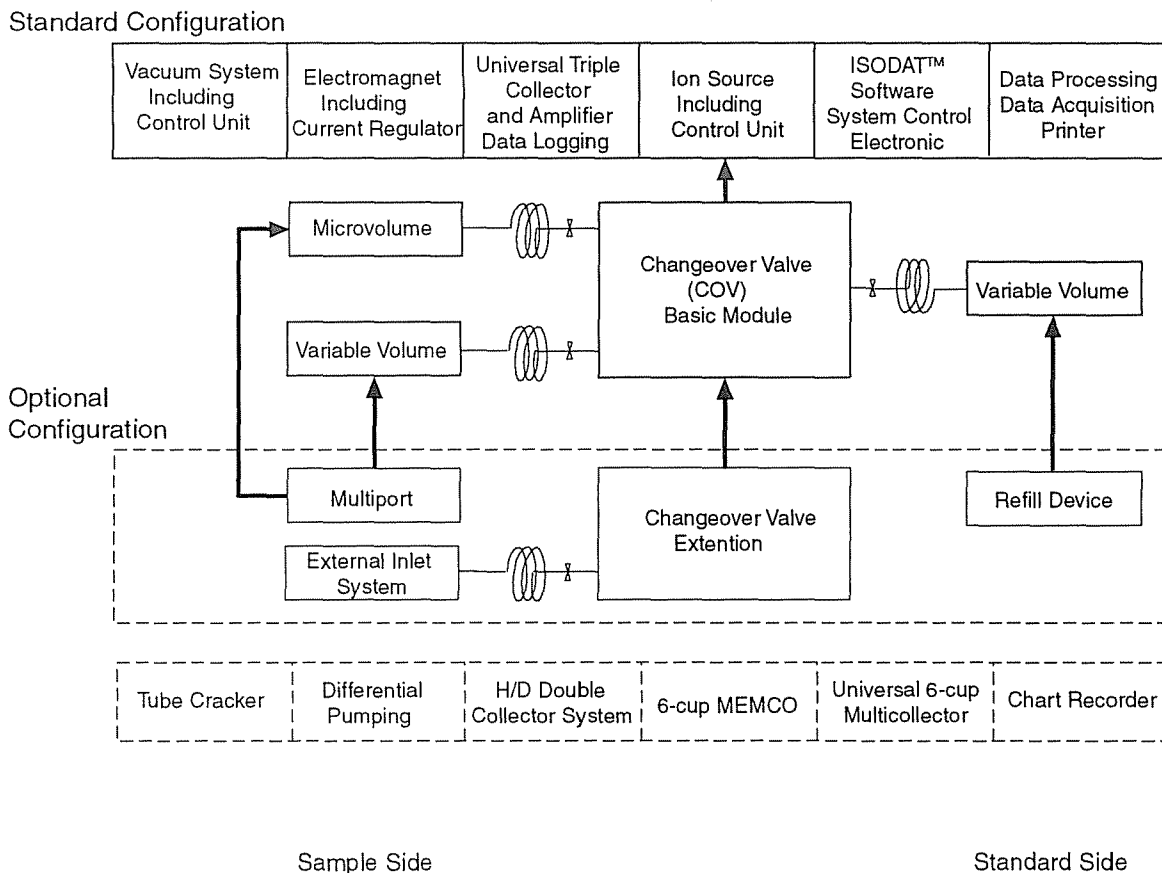 Standard Configuration
Vacuum System
Including
Control Unit
Electromagnet
Including
Current Regulator
Universal Triple
Collector
and Amplifier
Data Logging
Ion Source
Including
Control Unit
ISODAT™
Software
System Control
Electronic
Data Processing
Data Acquisition
Printer
Microvolume
Changeover Valve
(COV)
Basic Module
Variable Volume
Variable Volume
Optional
Configuration
Multiport
Changeover Valve
Extention
Refill Device
External Inlet
System
Tube Cracker
Differential
Pumping
H/D Double
Collector System
6-cup MEMCO
Universal 6-cup
Multicollector
Chart Recorder
Sample Side
Standard Side